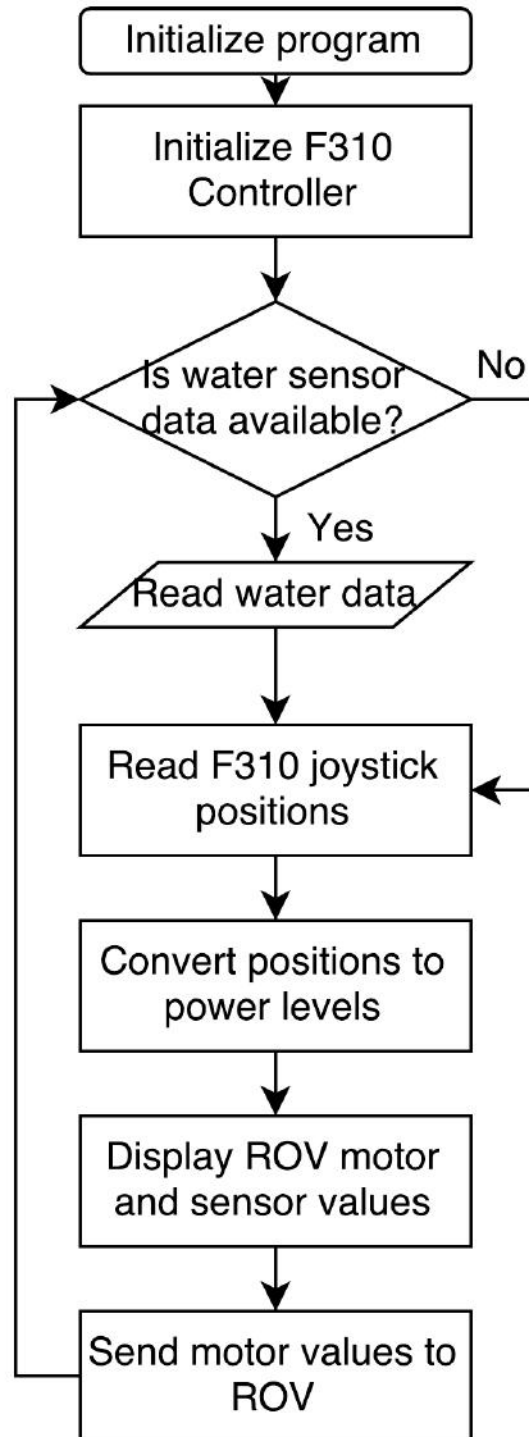 Initialize program
Initialize F310
Controller
Is water sensor
data available?
No
Yes
Read water data
Read F310 joystick
positions
Convert positions to
power levels
Display ROV motor
and sensor values
Send motor values to
ROV